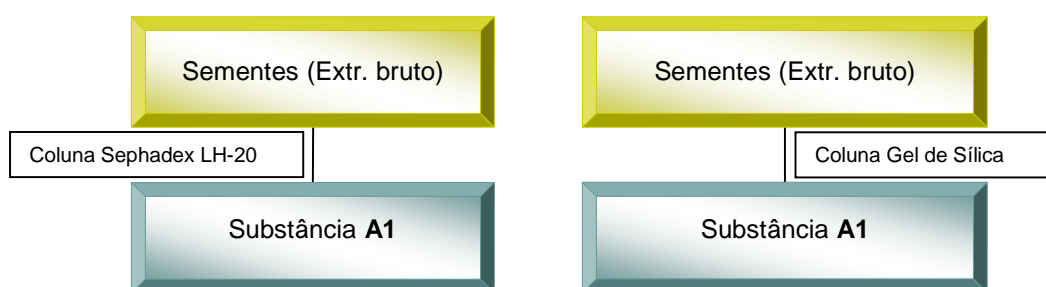 Sementes (Extr. bruto)
Sementes (Extr. bruto)
Coluna Sephadex LH-20
Coluna Gel de Sílica
Substância A1
Substância A1